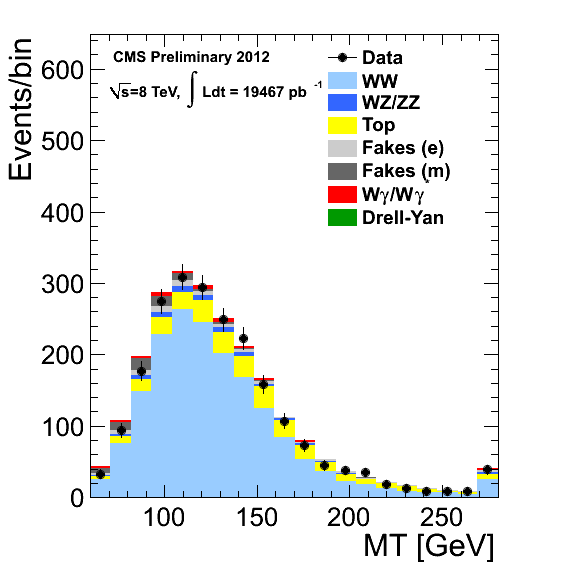 Events/bin
600
500
400
300
200
100
0
CMS Preliminary 2012
√s=8 TeV, ∫ Ldt = 19467 pb⁻¹
Data
WW
WZ/ZZ
Top
Fakes (e)
Fakes (m)
Wγ/Wγ*
Drell-Yan
100 150 200 250
MT [GeV]